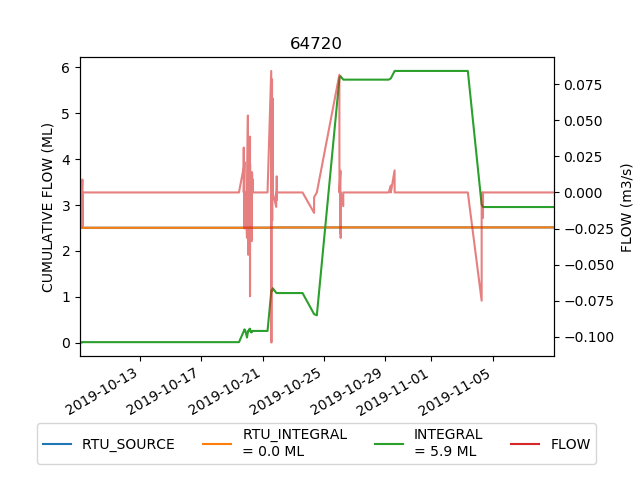 64720
CUMULATIVE FLOW (ML)
6
5
4
3
2
1
0
0.075
0.050
0.025
0.000
−0.025
−0.050
−0.075
−0.100
FLOW (m3/s)
2019-10-13
2019-10-17
2019-10-21
2019-10-25
2019-10-29
2019-11-01
2019-11-05
RTU_SOURCE
RTU_INTEGRAL
= 0.0 ML
INTEGRAL
= 5.9 ML
FLOW